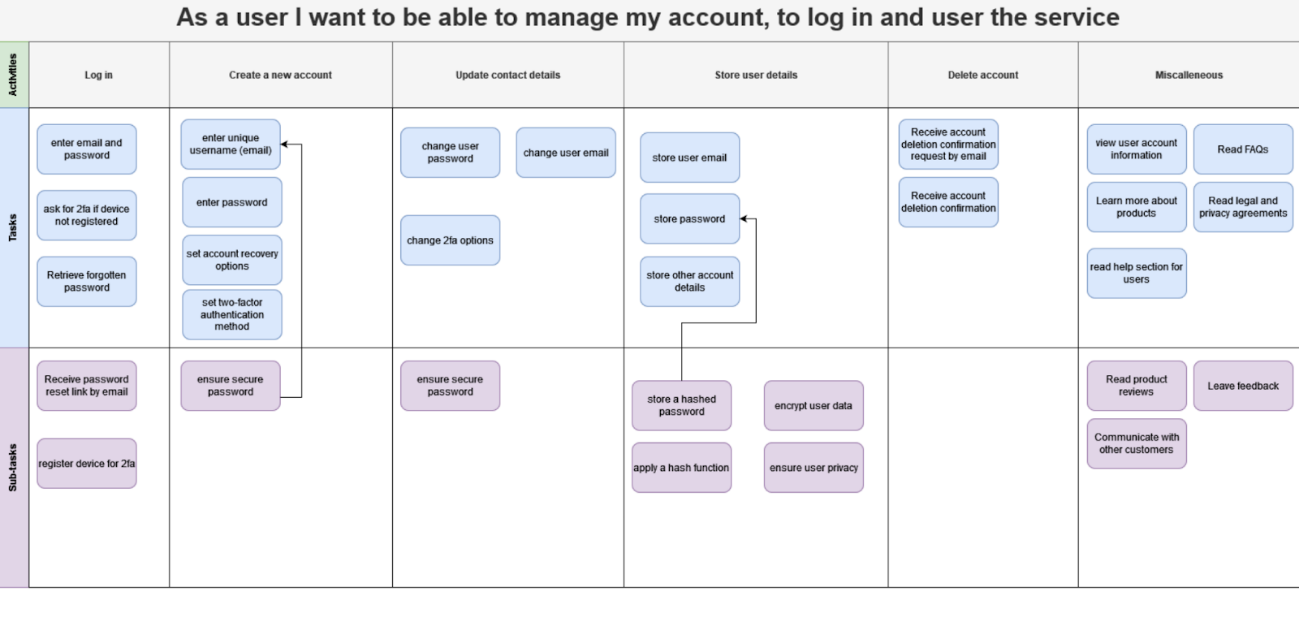 As a user I want to be able to manage my account, to log in and user the service
Activities
Log in
Create a new account
Update contact details
Store user details
Delete account
Miscalleneous
Tasks
enter email and
password
ask for 2fa if device
not registered
Retrieve forgotten
password
enter unique
username (email)
enter password
set account recovery
options
set two-factor
authentication
method
change user
password
change user email
change 2fa options
store user email
store password
store other account
details
Receive account
deletion confirmation
request by email
Receive account
deletion confirmation
view user account
information
Read FAQs
Learn more about
products
Read legal and
privacy agreements
read help section for
users
Sub-tasks
Receive password
reset link by email
register device for 2fa
ensure secure
password
ensure secure
password
store a hashed
password
encrypt user data
apply a hash function
ensure user privacy
Read product
reviews
Leave feedback
Communicate with
other customers